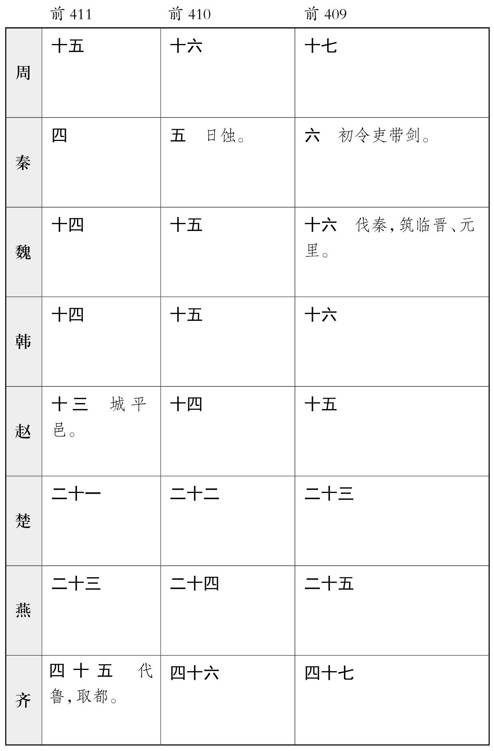 前 411 前 410 前 409
周 十五 十六 十七
秦 四 五 日蚀。 六 初令吏带剑。
魏 十四 十五 十六 伐秦，筑临晋、元
里。
韩 十四 十五 十六
赵 十三 城平 十四 十五
邑。
楚 二十一 二十二 二十三
燕 二十三 二十四 二十五
齐 四十五 代 四十六 四十七
鲁，取都。